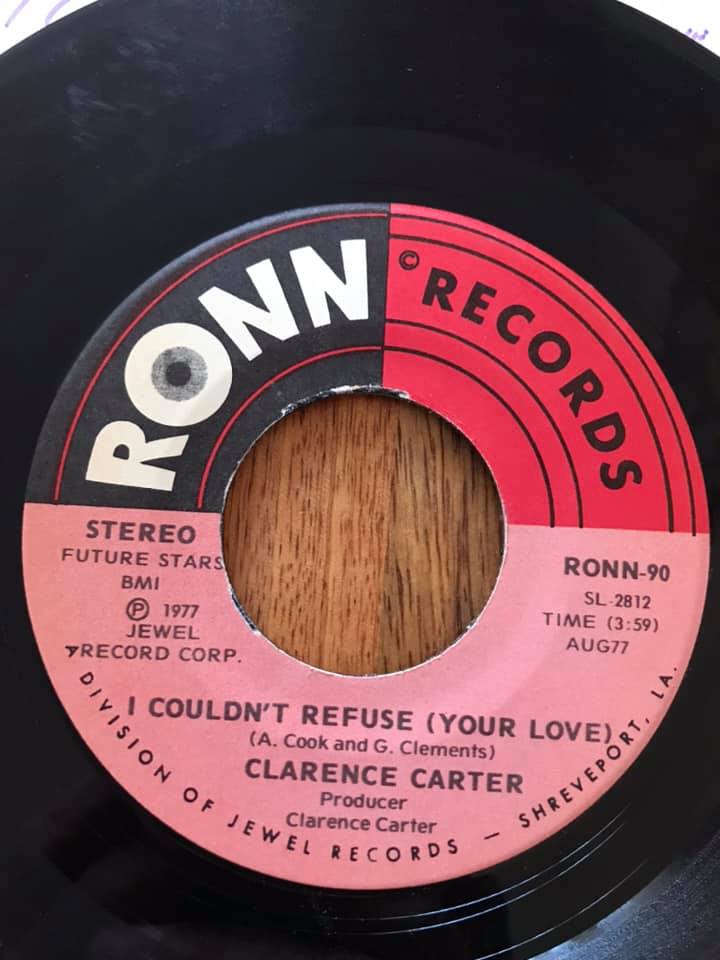 RONN
© RECORDS
STEREO
FUTURE STARS
BMI
℗ 1977
JEWEL
RECORD CORP.
RONN-90
SL-2812
TIME (3:59)
AUG77
I COULDN'T REFUSE (YOUR LOVE)
(A. Cook and G. Clements)
CLARENCE CARTER
Producer
Clarence Carter
DIVISION OF JEWEL RECORDS — SHREVEPORT, LA.